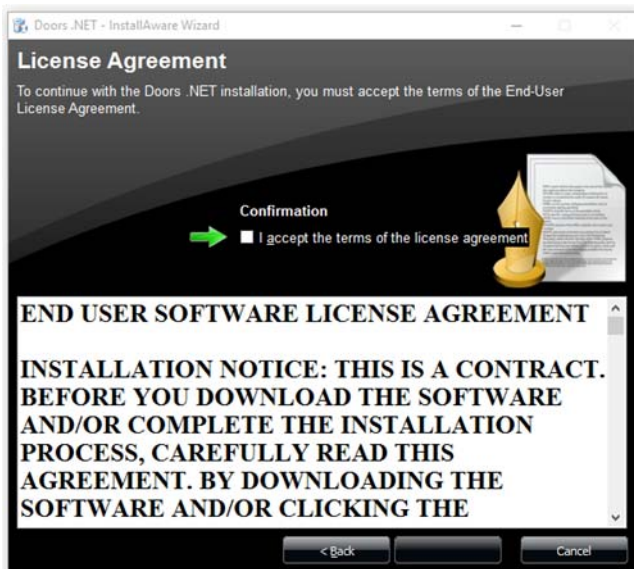 Doors .NET - InstallAware Wizard
License Agreement
To continue with the Doors .NET installation, you must accept the terms of the End-User
License Agreement.
Confirmation
I accept the terms of the license agreement
END USER SOFTWARE LICENSE AGREEMENT
INSTALLATION NOTICE: THIS IS A CONTRACT.
BEFORE YOU DOWNLOAD THE SOFTWARE
AND/OR COMPLETE THE INSTALLATION
PROCESS, CAREFULLY READ THIS
AGREEMENT. BY DOWNLOADING THE
SOFTWARE AND/OR CLICKING THE
< Back
Cancel